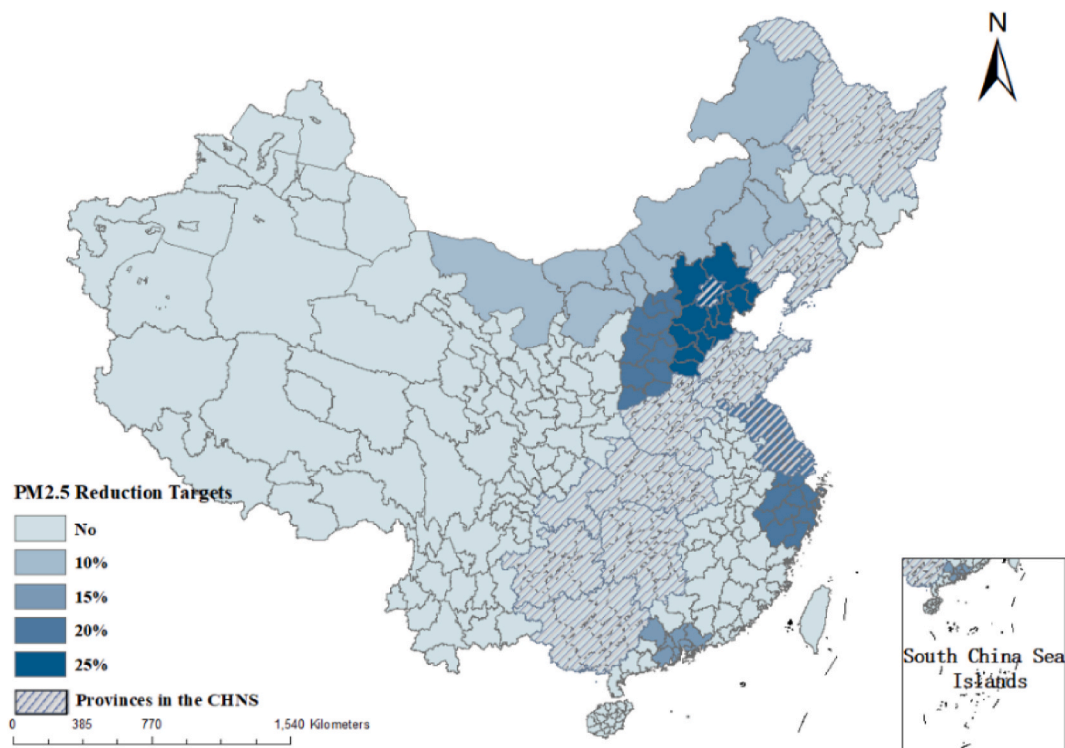 N
PM2.5 Reduction Targets
No
10%
15%
20%
25%
Provinces in the CHNS
0 385 770 1,540 Kilometers
South China Sea
Islands